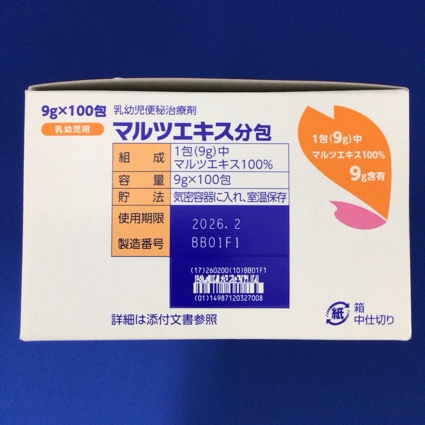 9g×100包 乳幼児便秘治療剤
乳幼児用 マルツエキス分包
組成 1包(9g)中
マルツエキス100%
容量 9g×100包
貯法 気密容器に入れ、室温保存
使用期限 2026.2
製造番号 BB01F1
(17)260200(10)BB01F1
(01)14987120327008
詳細は添付文書参照
1包(9g)中
マルツエキス100%
9g含有
紙 箱
中仕切り